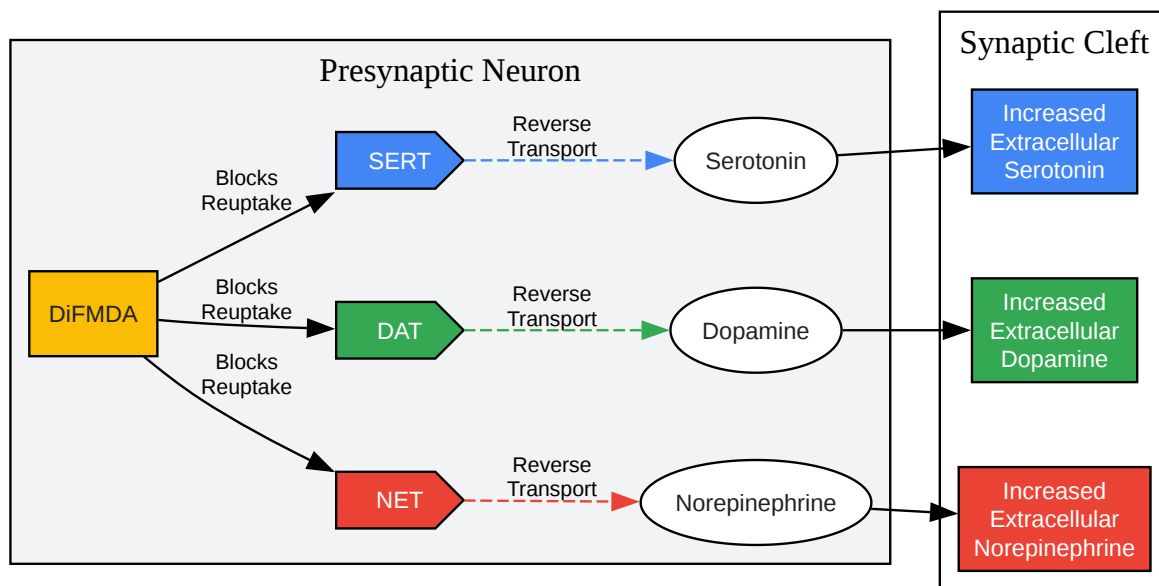 Presynaptic Neuron
Synaptic Cleft
DiFMDA
Blocks
Reuptake
SERT
Reverse
Transport
Serotonin
Increased
Extracellular
Serotonin
Blocks
Reuptake
DAT
Reverse
Transport
Dopamine
Increased
Extracellular
Dopamine
Blocks
Reuptake
NET
Reverse
Transport
Norepinephrine
Increased
Extracellular
Norepinephrine